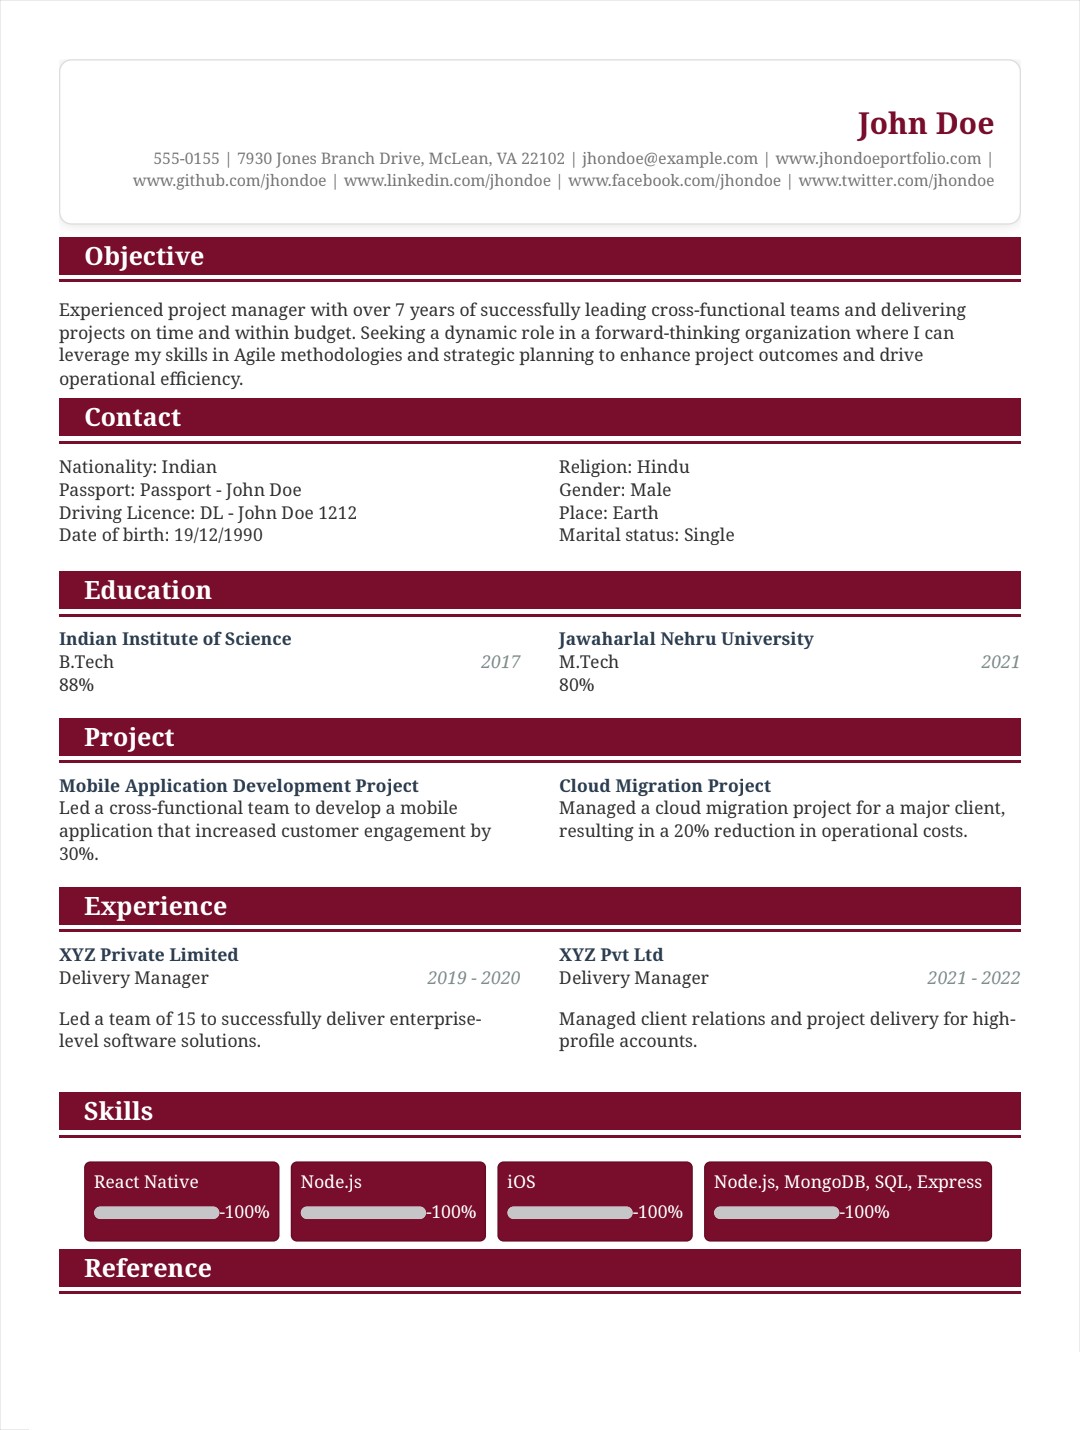 John Doe
555-0155 | 7930 Jones Branch Drive, McLean, VA 22102 | jhondoe@example.com | www.jhondoeportfolio.com |
www.github.com/jhondoe | www.linkedin.com/jhondoe | www.facebook.com/jhondoe | www.twitter.com/jhondoe
Objective
Experienced project manager with over 7 years of successfully leading cross-functional teams and delivering
projects on time and within budget. Seeking a dynamic role in a forward-thinking organization where I can
leverage my skills in Agile methodologies and strategic planning to enhance project outcomes and drive
operational efficiency.
Contact
Nationality: Indian
Passport: Passport - John Doe
Driving Licence: DL - John Doe 1212
Date of birth: 19/12/1990
Religion: Hindu
Gender: Male
Place: Earth
Marital status: Single
Education
Indian Institute of Science
B.Tech 2017
88%
Jawaharlal Nehru University
M.Tech 2021
80%
Project
Mobile Application Development Project
Led a cross-functional team to develop a mobile
application that increased customer engagement by
30%.
Cloud Migration Project
Managed a cloud migration project for a major client,
resulting in a 20% reduction in operational costs.
Experience
XYZ Private Limited
Delivery Manager 2019 - 2020
Led a team of 15 to successfully deliver enterprise-
level software solutions.
XYZ Pvt Ltd
Delivery Manager 2021 - 2022
Managed client relations and project delivery for high-
profile accounts.
Skills
React Native
-100%
Node.js
-100%
iOS
-100%
Node.js, MongoDB, SQL, Express
-100%
Reference